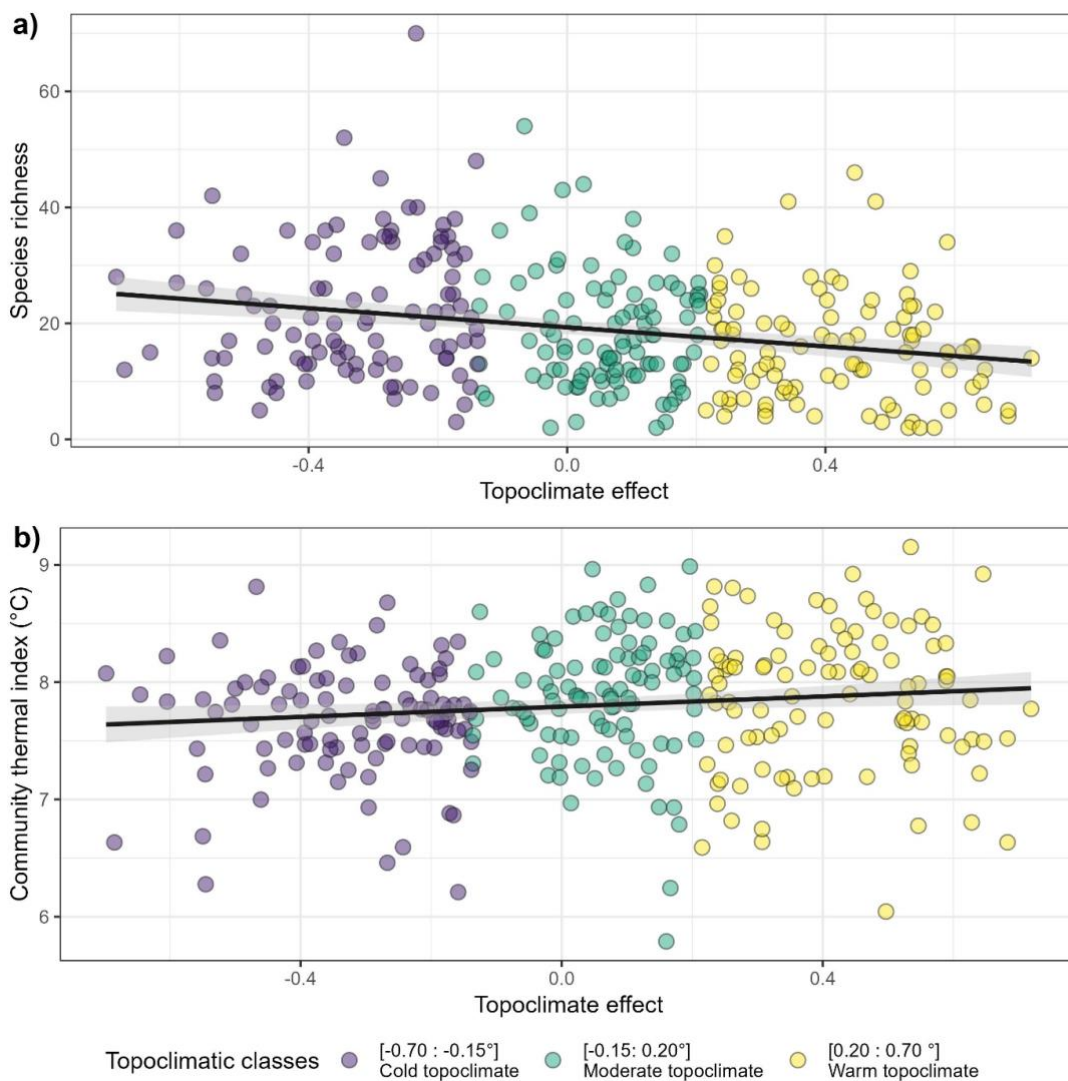 a)
Species richness
60
40
20
0
-0.4
0.0
0.4
Topoclimate effect
b)
Community thermal index (°C)
9
8
7
6
-0.4
0.0
0.4
Topoclimate effect
Topoclimatic classes
[-0.70 : -0.15°]
Cold topoclimate
[-0.15: 0.20°]
Moderate topoclimate
[0.20 : 0.70 °]
Warm topoclimate